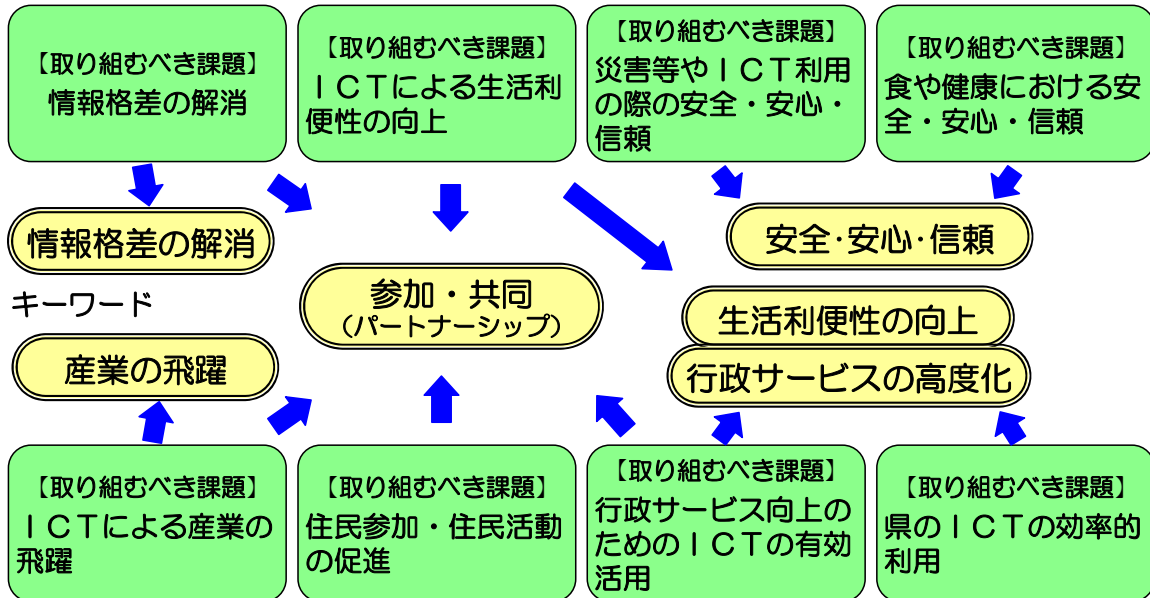 【取り組むべき課題】
情報格差の解消
【取り組むべき課題】
ＩＣＴによる生活利
便性の向上
【取り組むべき課題】
災害等やＩＣＴ利用
の際の安全・安心・
信頼
【取り組むべき課題】
食や健康における安
全・安心・信頼
情報格差の解消
安全・安心・信頼
キーワード
参加・共同
（パートナーシップ）
生活利便性の向上
産業の飛躍
行政サービスの高度化
【取り組むべき課題】
ＩＣＴによる産業の
飛躍
【取り組むべき課題】
住民参加・住民活動
の促進
【取り組むべき課題】
行政サービス向上の
ためのＩＣＴの有効
活用
【取り組むべき課題】
県のＩＣＴの効率的
利用